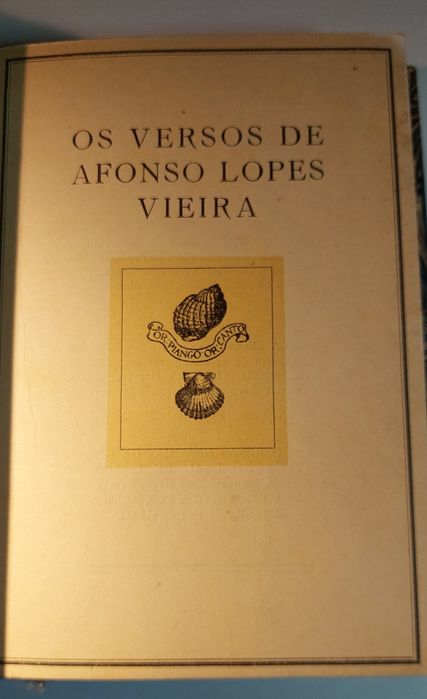 OS VERSOS DE
AFONSO LOPES
VIEIRA
OR PIANGO OR CANTO